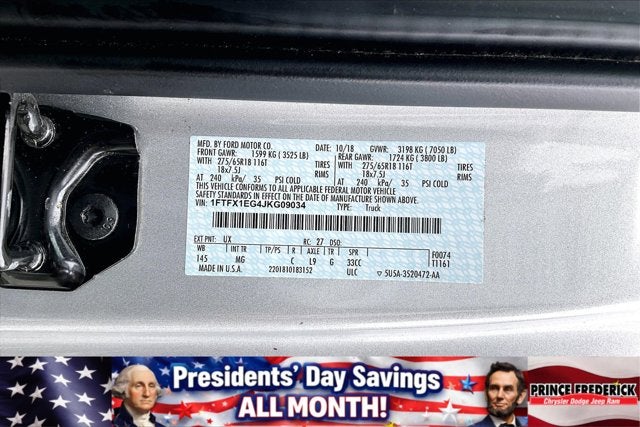 MFD. BY FORD MOTOR CO. DATE: 10/18 GVWR: 3198 KG (7050 LB)
FRONT GAWR: 1599 KG (3525 LB) REAR GAWR: 1724 KG (3800 LB)
WITH 275/65R18 116T TIRES WITH 275/65R18 116T TIRES
18x7.5J RIMS 18x7.5J RIMS
AT 240 kPa/ 35 PSI COLD AT 240 kPa/ 35 PSI COLD
THIS VEHICLE CONFORMS TO ALL APPLICABLE FEDERAL MOTOR VEHICLE
SAFETY STANDARDS IN EFFECT ON THE DATE OF MANUFACTURE SHOWN ABOVE.
VIN: 1FTFX1EG4JKG09034 TYPE: Truck
EXT PNT: UX RC: 27 DSO:
WB INT TR TP/PS R AXLE TR SPR F0074
145 MG C L9 G 33CC T1161
MADE IN U.S.A. 2201810183152 ULC 5U5A-3520472-AA
Presidents' Day Savings
ALL MONTH!
PRINCE FREDERICK
Chrysler Dodge Jeep Ram